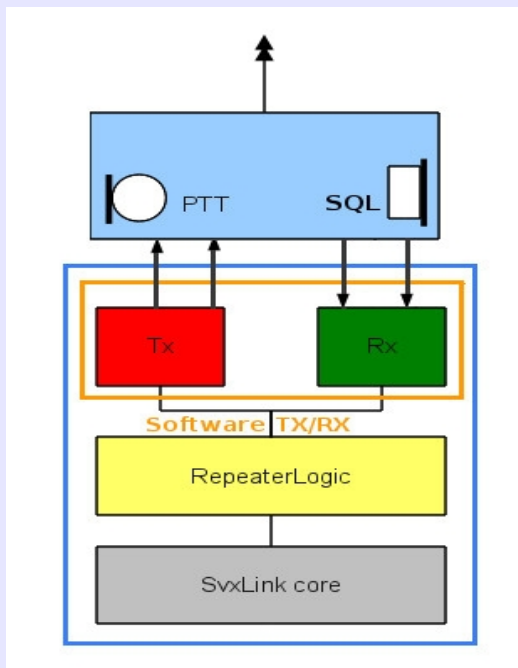 PTT
SQL
Tx
Rx
Software TX/RX
RepeaterLogic
SvxLink core